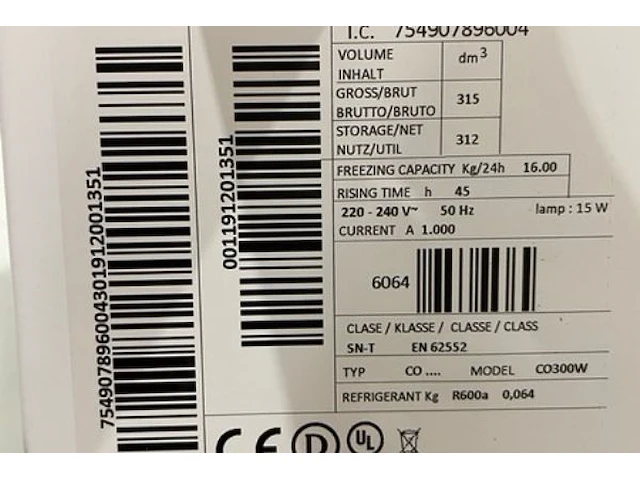 I.C. 754907896004
VOLUME
INHALT
dm3
GROSS/BRUT
BRUTTO/BRUTO
315
STORAGE/NET
NUTZ/UTIL
312
FREEZING CAPACITY Kg/24h 16.00
RISING TIME h 45
220 - 240 V~ 50 Hz lamp : 15 W
CURRENT A 1.000
6064
CLASE / KLASSE / CLASSE / CLASS
SN-T EN 62552
TYP CO .... MODEL CO300W
REFRIGERANT Kg R600a 0,064
CE D UL
754907896004301912001351
001191201351